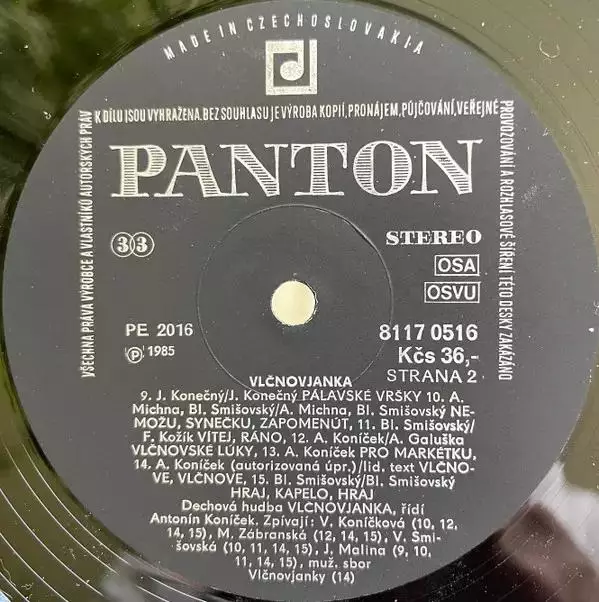 MADE IN CZECHOSLOVAKIA
VŠECHNA PRÁVA VÝROBCE A VLASTNÍKŮ AUTORSKÝCH PRÁV
K DÍLU JSOU VYHRAŽENA. BEZ SOUHLASU JE VÝROBA KOPIÍ, PRONÁJEM, PŮJČOVÁNÍ, VEŘEJNÉ
PROVOZOVÁNÍ A ROZHLASOVÉ ŠÍŘENÍ TÉTO DESKY ZAKÁZÁNO
PANTON
33
STEREO
OSA
OSVU
PE 2016
8117 0516
Ⓟ 1985
Kčs 36,-
STRANA 2
VLČNOVJANKA
9. J. Konečný/J. Konečný PÁLAVSKÉ VRŠKY 10. A.
Michna, Bl. Smišovský/A. Michna, Bl. Smišovský NE-
MOŽU, SYNEČKU, ZAPOMENÚT, 11. Bl. Smišovský/
F. Kožík VÍTEJ, RÁNO, 12. A. Koníček/A. Galuška
VLČNOVSKÉ LÚKY, 13. A. Koníček PRO MARKÉTKU,
14. A. Koníček (autorizovaná úpr.)/lid. text VLČNO-
VE, VLČNOVE, 15. Bl. Smišovský/Bl. Smišovský
HRAJ, KAPELO, HRAJ
Dechová hudba VLČNOVJANKA, řídí
Antonín Koníček. Zpívají: V. Koníčková (10, 12,
14, 15), M. Zábranská (12, 14, 15), V. Smi-
šovská (10, 11, 14, 15), J. Malina (9, 10,
11, 14, 15), muž. sbor
Vlčnovjanky (14)